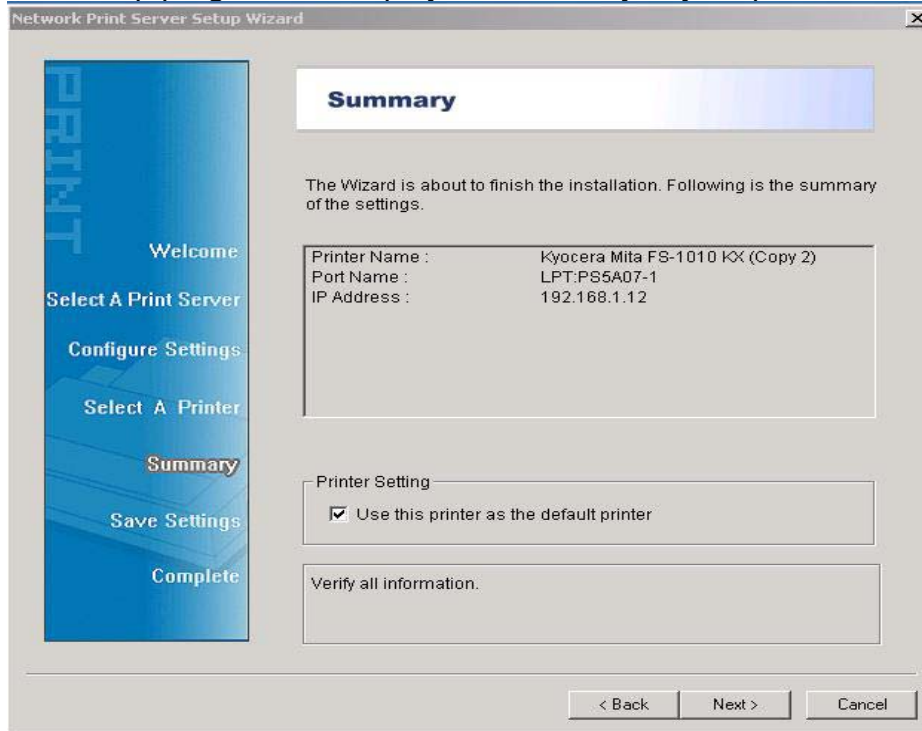 Network Print Server Setup Wizard
PRINT
Summary
The Wizard is about to finish the installation. Following is the summary
of the settings.
Welcome
Select A Print Server
Configure Settings
Select A Printer
Summary
Save Settings
Complete
Printer Name : Kyocera Mita FS-1010 KX (Copy 2)
Port Name : LPT:PS5A07-1
IP Address : 192.168.1.12
Printer Setting
Use this printer as the default printer
Verify all information.
< Back Next > Cancel